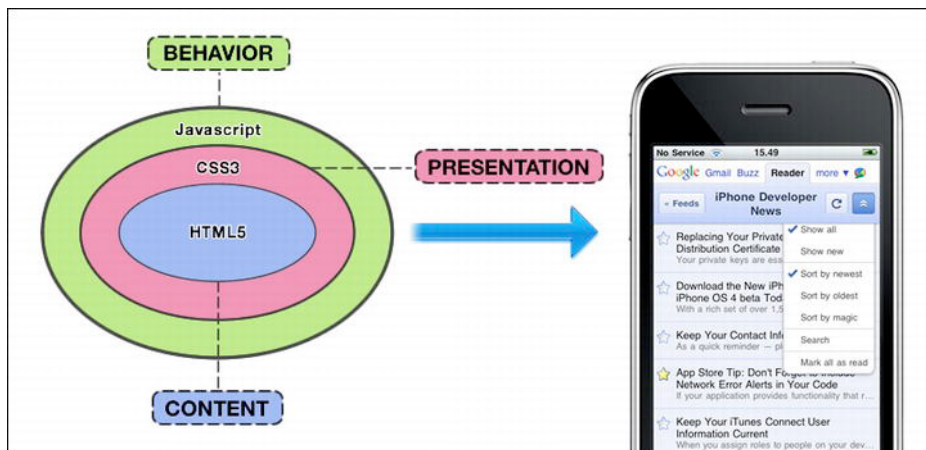 BEHAVIOR
Javascript
CSS3
HTML5
PRESENTATION
CONTENT
No Service 15.49
Google Gmail Buzz Reader more ▼
Feeds
iPhone Developer
News
Show all
Show new
Sort by newest
Sort by oldest
Sort by magic
Search
Mark all as read
Replacing Your Private
Distribution Certificate
Your private keys are ess
Download the New iPh
iPhone OS 4 beta Tod
With a rich set of over 1,5
Keep Your Contact Inf
As a quick reminder — pl
App Store Tip: Don't Forget to Include
Network Error Alerts in Your Code
If your application provides functionality that r...
Keep Your iTunes Connect User
Information Current
When you assign roles to people on your dev...